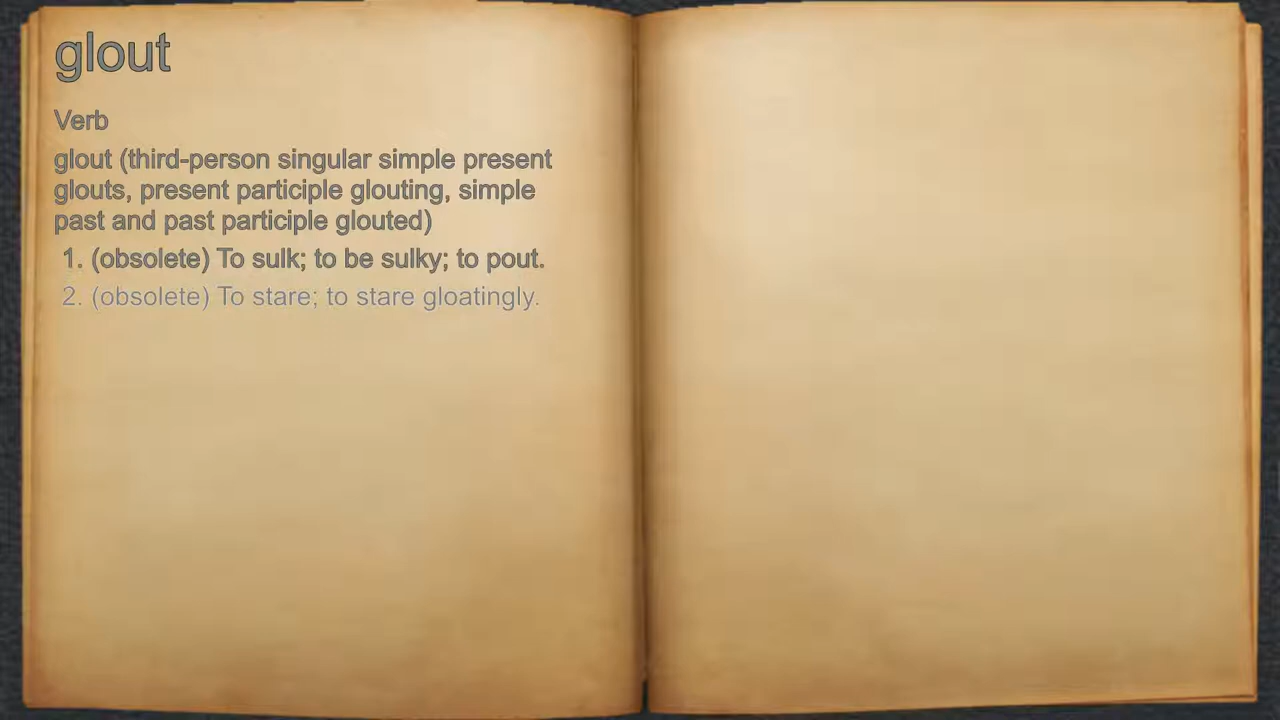 glout
Verb
glout (third-person singular simple present
glouts, present participle glouting, simple
past and past participle glouted)
1. (obsolete) To sulk; to be sulky; to pout.
2. (obsolete) To stare; to stare gloatingly.